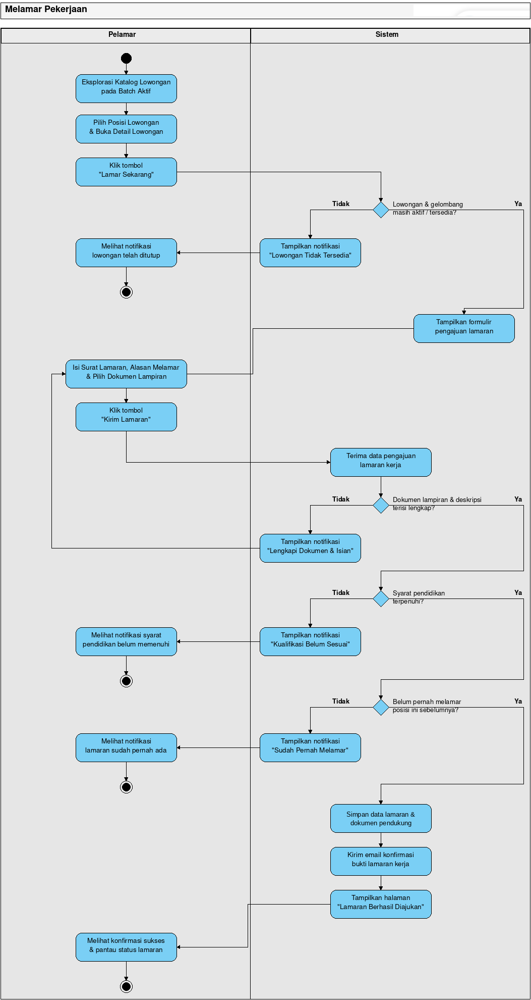 Melamar Pekerjaan
Pelamar
Sistem
Eksplorasi Katalog Lowongan
pada Batch Aktif
Pilih Posisi Lowongan
& Buka Detail Lowongan
Klik tombol
"Lamar Sekarang"
Tidak
Lowongan & gelombang
masih aktif / tersedia?
Ya
Melihat notifikasi
lowongan telah ditutup
Tampilkan notifikasi
"Lowongan Tidak Tersedia"
Tampilkan formulir
pengajuan lamaran
Isi Surat Lamaran, Alasan Melamar
& Pilih Dokumen Lampiran
Klik tombol
"Kirim Lamaran"
Terima data pengajuan
lamaran kerja
Tidak
Dokumen lampiran & deskripsi
terisi lengkap?
Ya
Tampilkan notifikasi
"Lengkapi Dokumen & Isian"
Tidak
Syarat pendidikan
terpenuhi?
Ya
Melihat notifikasi syarat
pendidikan belum memenuhi
Tampilkan notifikasi
"Kualifikasi Belum Sesuai"
Tidak
Belum pernah melamar
posisi ini sebelumnya?
Ya
Melihat notifikasi
lamaran sudah pernah ada
Tampilkan notifikasi
"Sudah Pernah Melamar"
Simpan data lamaran &
dokumen pendukung
Kirim email konfirmasi
bukti lamaran kerja
Tampilkan halaman
"Lamaran Berhasil Diajukan"
Melihat konfirmasi sukses
& pantau status lamaran